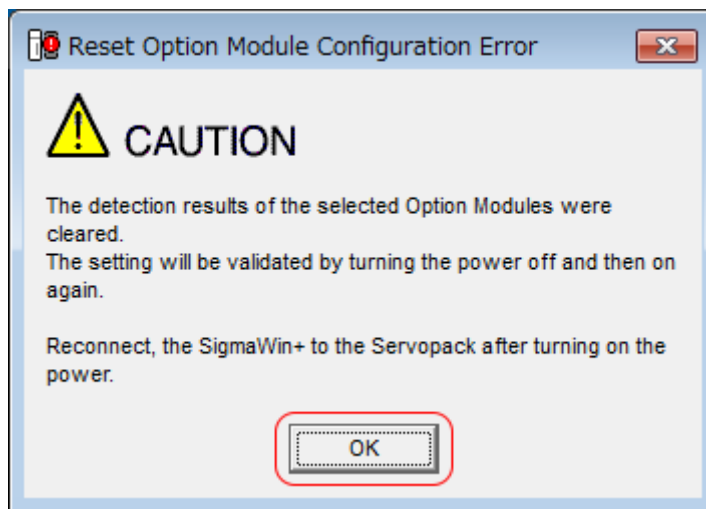 Reset Option Module Configuration Error
CAUTION
The detection results of the selected Option Modules were
cleared.
The setting will be validated by turning the power off and then on
again.
Reconnect, the SigmaWin+ to the Servopack after turning on the
power.
OK